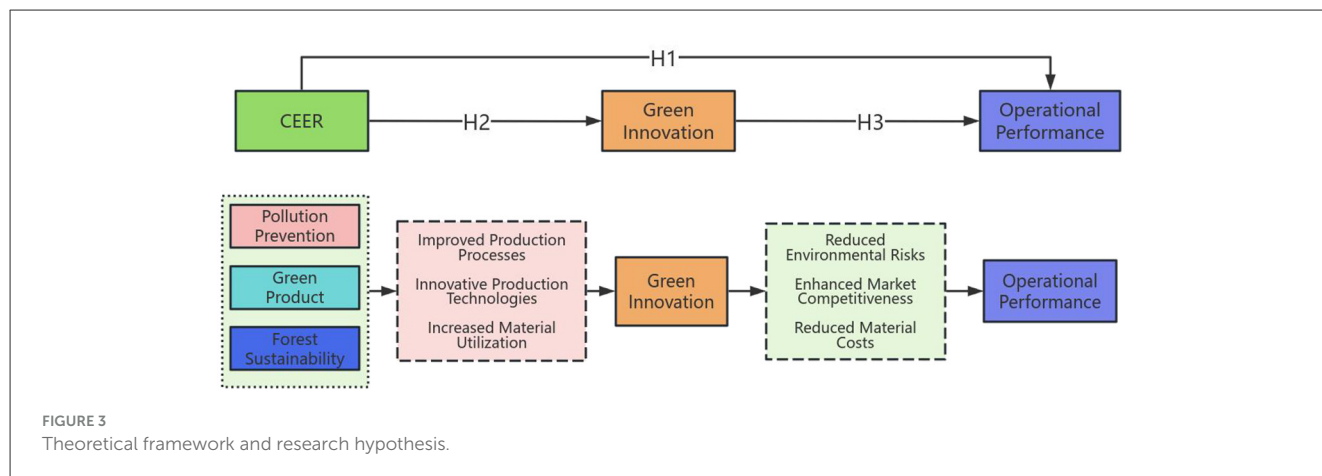 H1
CEER
H2
Green
Innovation
H3
Operational
Performance
Pollution
Prevention
Green
Product
Forest
Sustainability
Improved Production
Processes
Innovative Production
Technologies
Increased Material
Utilization
Green
Innovation
Reduced
Environmental Risks
Enhanced Market
Competitiveness
Reduced Material
Costs
Operational
Performance
FIGURE 3
Theoretical framework and research hypothesis.